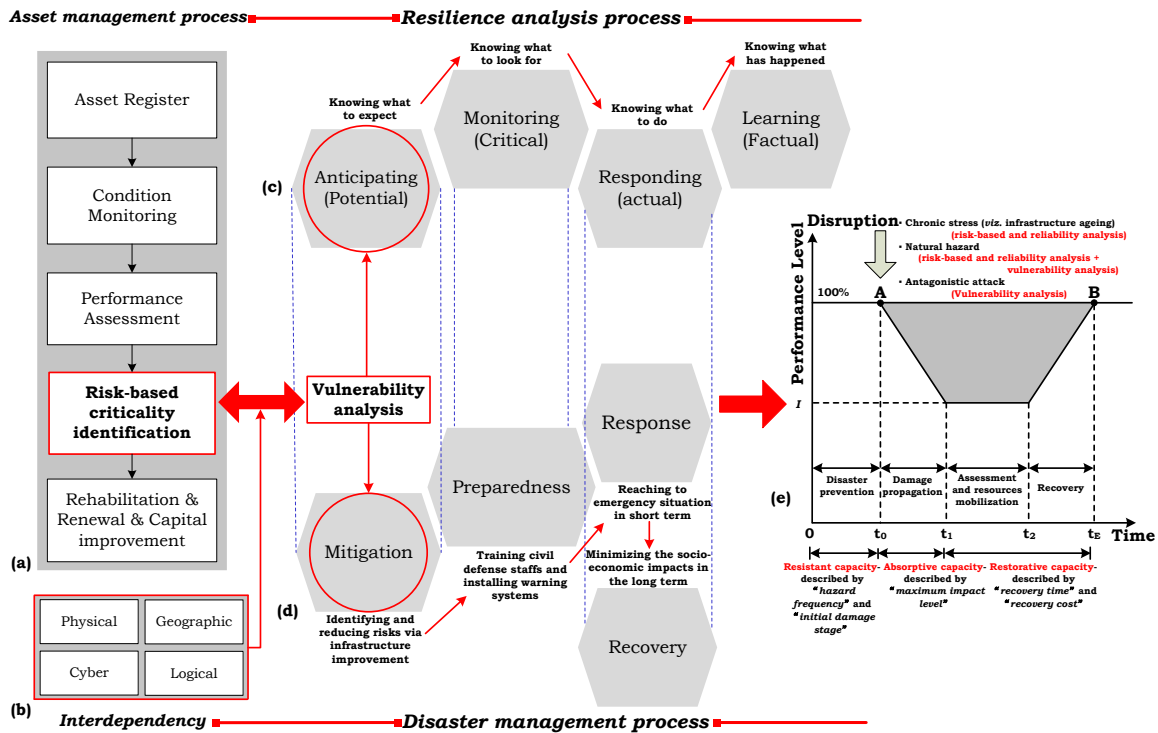 Asset management process
Resilience analysis process
Asset Register
Condition
Monitoring
Performance
Assessment
Risk-based
criticality
identification
Rehabilitation &
Renewal & Capital
improvement
(a)
Physical
Geographic
Cyber
Logical
(b)
Interdependency
Knowing what
to expect
Knowing what
to look for
Knowing what
to do
Knowing what
has happened
(c)
Anticipating
(Potential)
Monitoring
(Critical)
Responding
(actual)
Learning
(Factual)
Vulnerability
analysis
(d)
Mitigation
Preparedness
Response
Recovery
Identifying and
reducing risks via
infrastructure
improvement
Training civil
defense staffs and
installing warning
systems
Reaching to
emergency situation
in short term
Minimizing the socio-
economic impacts in
the long term
Disaster management process
Disruption
• Chronic stress (viz. infrastructure ageing)
(risk-based and reliability analysis)
• Natural hazard
(risk-based and reliability analysis +
vulnerability analysis)
• Antagonistic attack
(Vulnerability analysis)
Performance Level
100%
A
B
I
Disaster
prevention
Damage
propagation
Assessment
and resources
mobilization
Recovery
(e)
0
t0
t1
t2
tE
Time
Resistant capacity-
described by
"hazard
frequency" and
"initial damage
stage"
Absorptive capacity-
described by
"maximum impact
level"
Restorative capacity-
described by
"recovery time" and
"recovery cost"